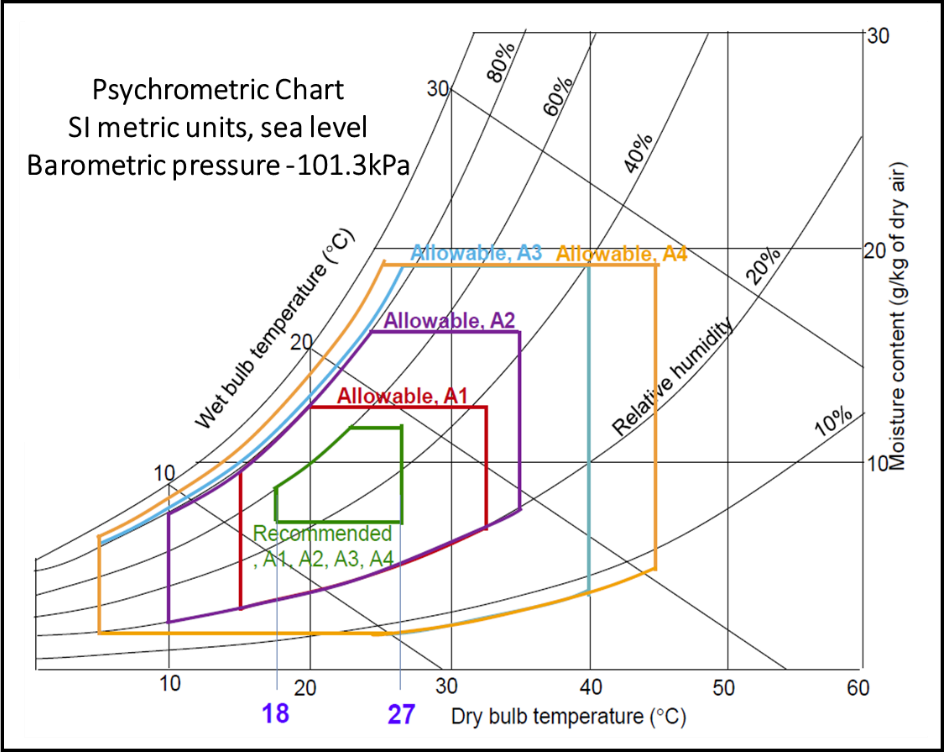 Psychrometric Chart
SI metric units, sea level
Barometric pressure -101.3kPa
30
80%
60%
40%
30
20
Allowable, A3
Allowable, A4
20%
Wet bulb temperature (°C)
Allowable, A2
20
Relative humidity
Moisture content (g/kg of dry air)
Allowable, A1
10%
10
10
Recommended
, A1, A2, A3, A4
10
20
30
40
50
60
18
27
Dry bulb temperature (°C)